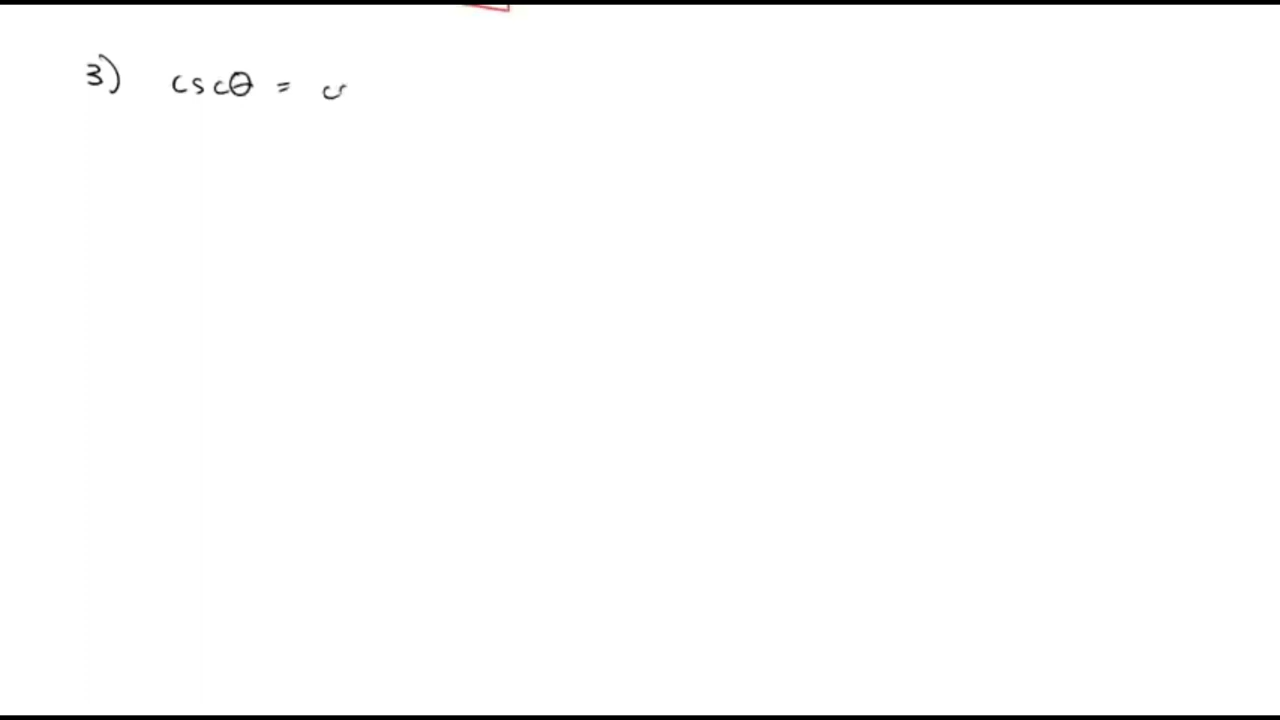 3) cscθ =